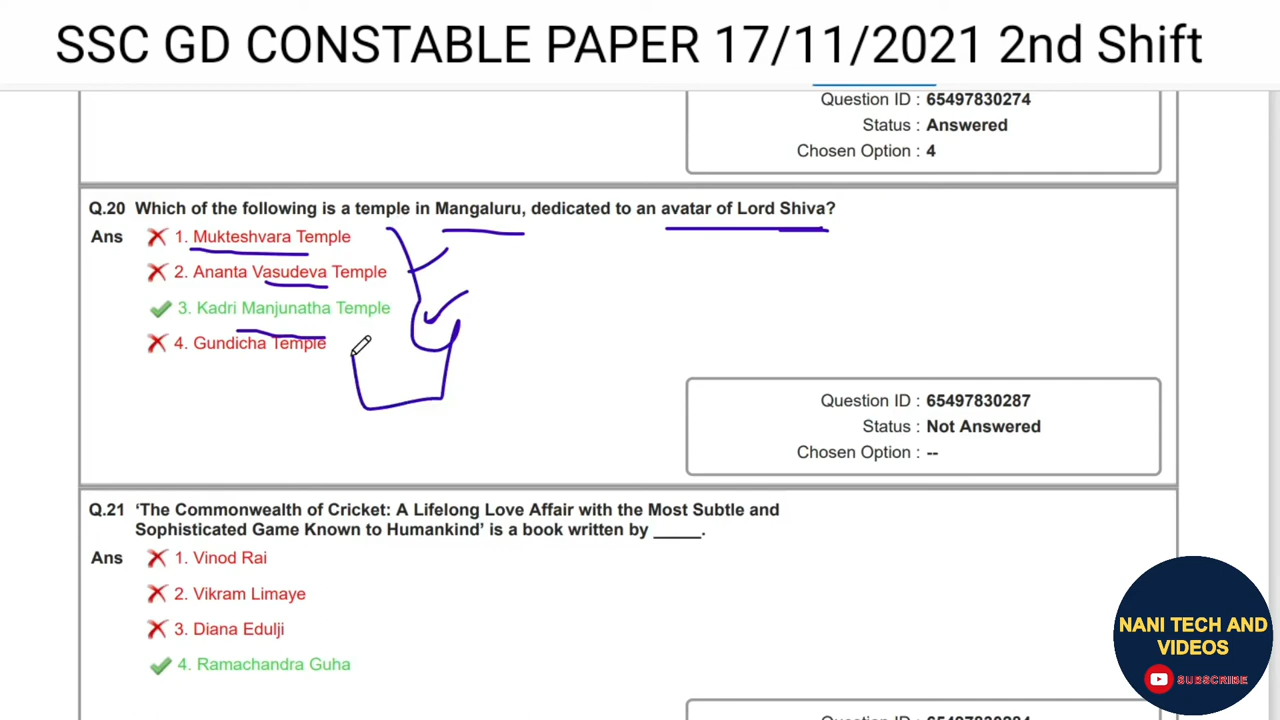 SSC GD CONSTABLE PAPER 17/11/2021 2nd Shift
Question ID : 65497830274
Status : Answered
Chosen Option : 4
Q.20 Which of the following is a temple in Mangaluru, dedicated to an avatar of Lord Shiva?
Ans 1. Mukteshvara Temple
2. Ananta Vasudeva Temple
3. Kadri Manjunatha Temple
4. Gundicha Temple
Question ID : 65497830287
Status : Not Answered
Chosen Option : --
Q.21 ‘The Commonwealth of Cricket: A Lifelong Love Affair with the Most Subtle and
Sophisticated Game Known to Humankind’ is a book written by _____.
Ans 1. Vinod Rai
2. Vikram Limaye
3. Diana Edulji
4. Ramachandra Guha
NANI TECH AND
VIDEOS
SUBSCRIBE